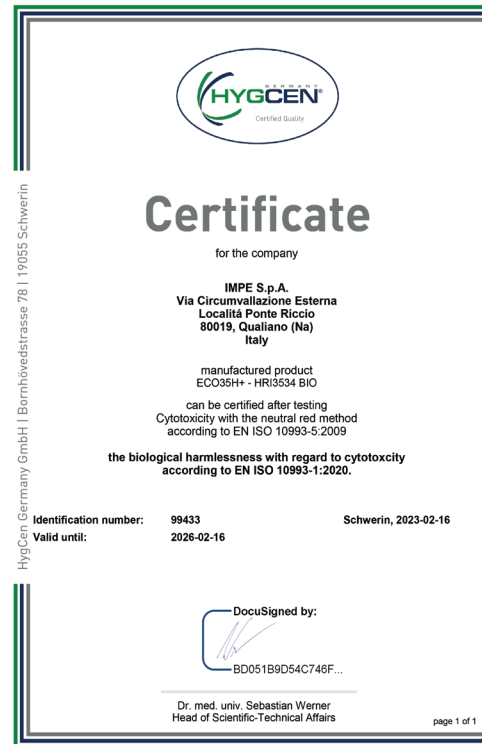 GERMANY
HYGCEN®
Certified Quality
Certificate
for the company
IMPE S.p.A.
Via Circumvallazione Esterna
Localitá Ponte Riccio
80019, Qualiano (Na)
Italy
manufactured product
ECO35H+ - HRI3534 BIO
can be certified after testing
Cytotoxicity with the neutral red method
according to EN ISO 10993-5:2009
the biological harmlessness with regard to cytotoxcity
according to EN ISO 10993-1:2020.
Identification number: 99433 Schwerin, 2023-02-16
Valid until: 2026-02-16
DocuSigned by:
BD051B9D54C746F...
Dr. med. univ. Sebastian Werner
Head of Scientific-Technical Affairs
page 1 of 1
HygCen Germany GmbH | Bornhövedstrasse 78 | 19055 Schwerin